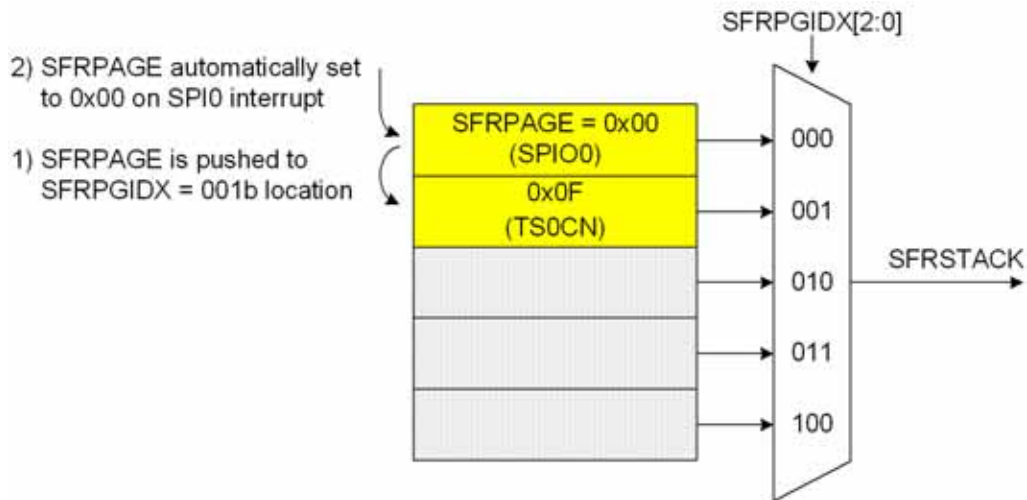 SFRPGIDX[2:0]
2) SFRPAGE automatically set
to 0x00 on SPI0 interrupt
1) SFRPAGE is pushed to
SFRPGIDX = 001b location
SFRPAGE = 0x00
(SPIO0)
0x0F
(TS0CN)
000
001
010
011
100
SFRSTACK